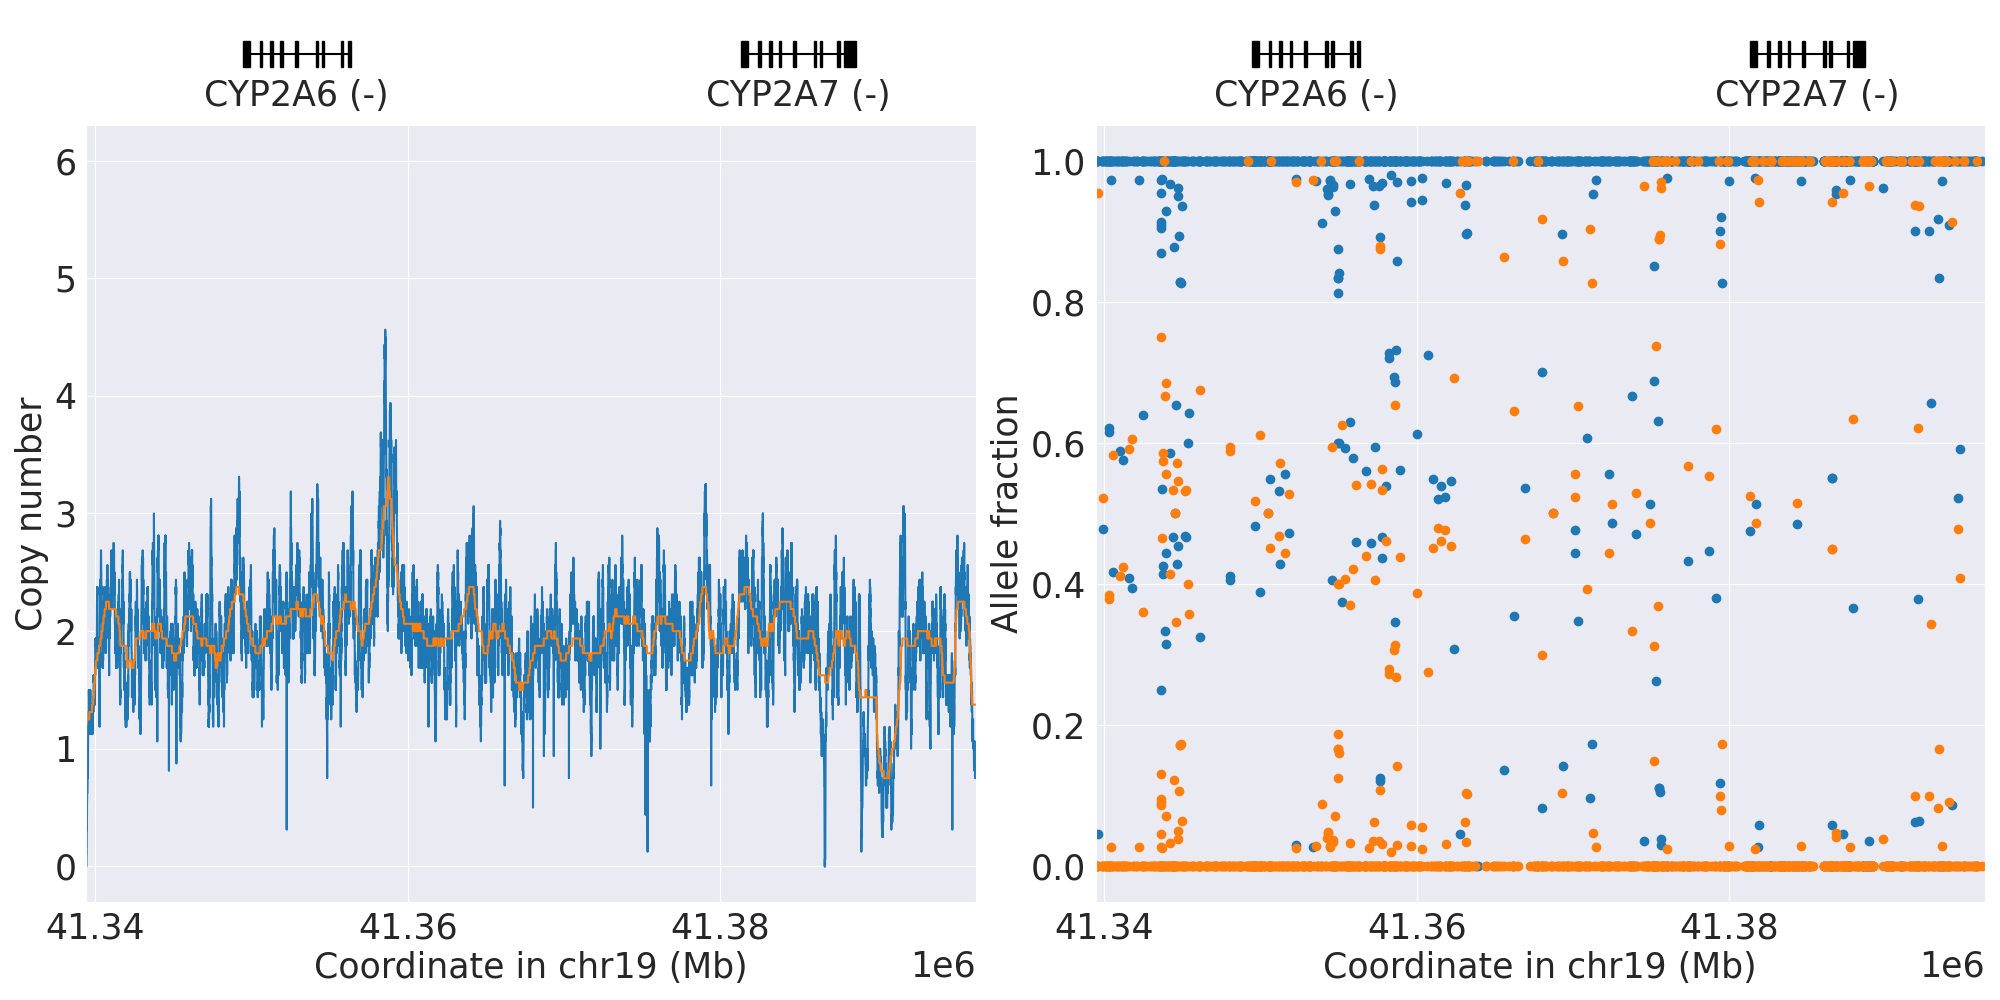 CYP2A6 (-) CYP2A7 (-) CYP2A6 (-) CYP2A7 (-)
Copy number
6
5
4
3
2
1
0
41.34 41.36 41.38
Coordinate in chr19 (Mb) 1e6
Allele fraction
1.0
0.8
0.6
0.4
0.2
0.0
41.34 41.36 41.38
Coordinate in chr19 (Mb) 1e6